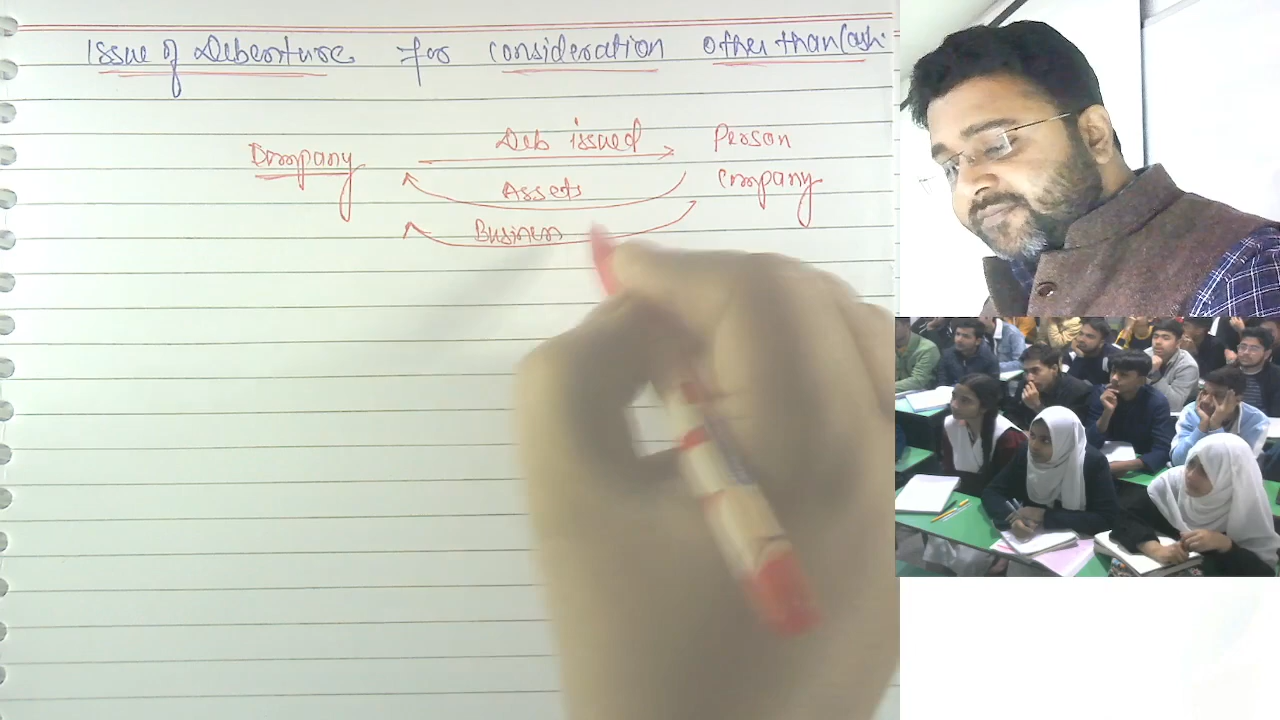 Issue of Debenture for consideration other than Cash.
Deb issued Person
Company
Assets Company
Business